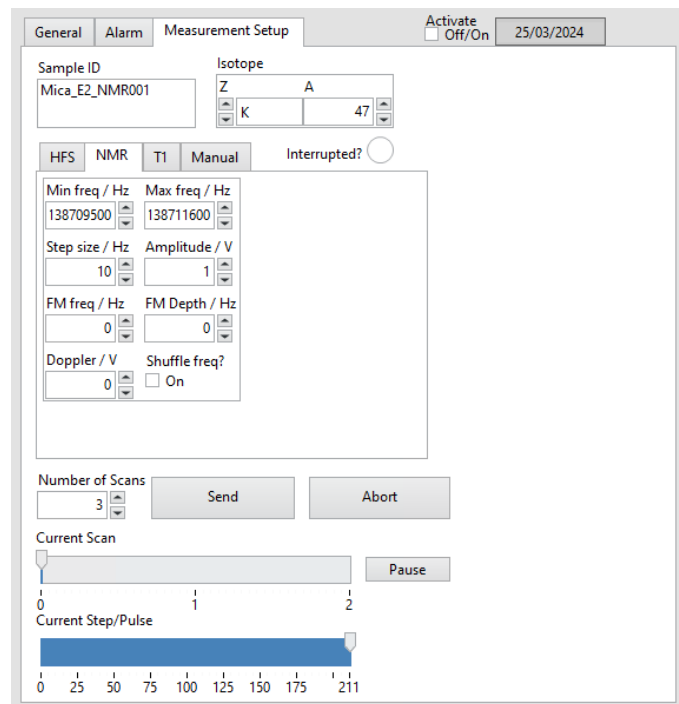 General Alarm Measurement Setup
Activate
Off/On 25/03/2024
Sample ID Isotope
Mica_E2_NMR001 Z A
K 47
HFS NMR T1 Manual Interrupted?
Min freq / Hz Max freq / Hz
138709500 138711600
Step size / Hz Amplitude / V
10 1
FM freq / Hz FM Depth / Hz
0 0
Doppler / V Shuffle freq?
0 On
Number of Scans
3 Send Abort
Current Scan
Pause
0 1 2
Current Step/Pulse
0 25 50 75 100 125 150 175 211